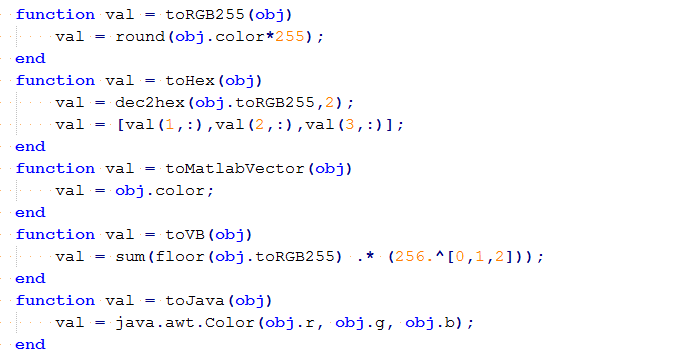 function val = toRGB255(obj)
val = round(obj.color*255);
end
function val = toHex(obj)
val = dec2hex(obj.toRGB255,2);
val = [val(1,:),val(2,:),val(3,:)];
end
function val = toMatlabVector(obj)
val = obj.color;
end
function val = toVB(obj)
val = sum(floor(obj.toRGB255) .* (256.^[0,1,2]));
end
function val = toJava(obj)
val = java.awt.Color(obj.r, obj.g, obj.b);
end